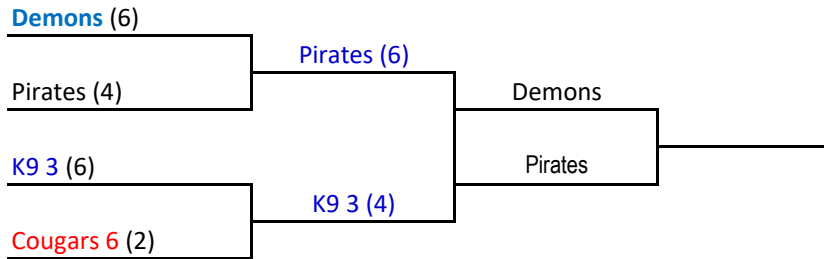 Demons (6)
Pirates (6)
Pirates (4)
Demons
K9 3 (6)
Pirates
K9 3 (4)
Cougars 6 (2)